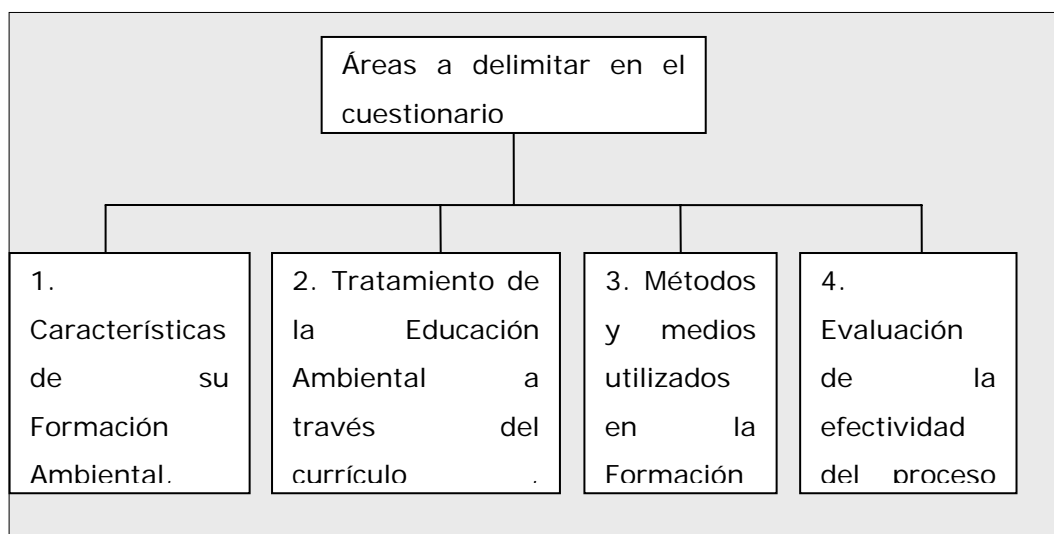 Áreas a delimitar en el
cuestionario
1.
Características
de su
Formación
Ambiental.
2. Tratamiento de
la Educación
Ambiental a
través del
currículo .
3. Métodos
y medios
utilizados
en la
Formación
4.
Evaluación
de la
efectividad
del proceso